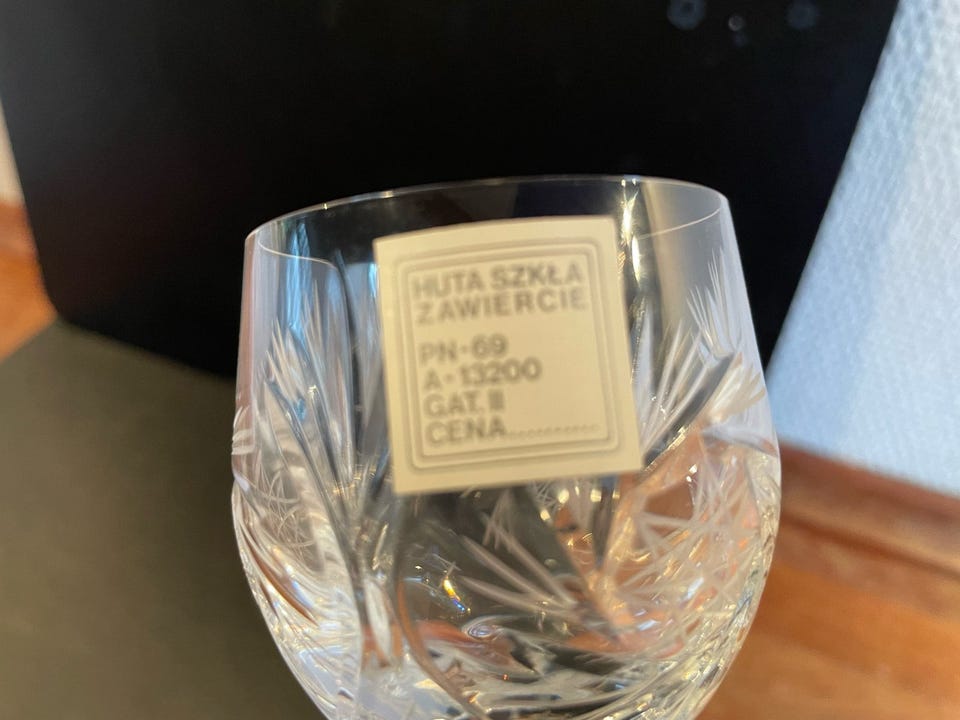 HUTA SZKŁA
ZAWIERCIE
PN-69
A-13200
GAT. II
CENA............